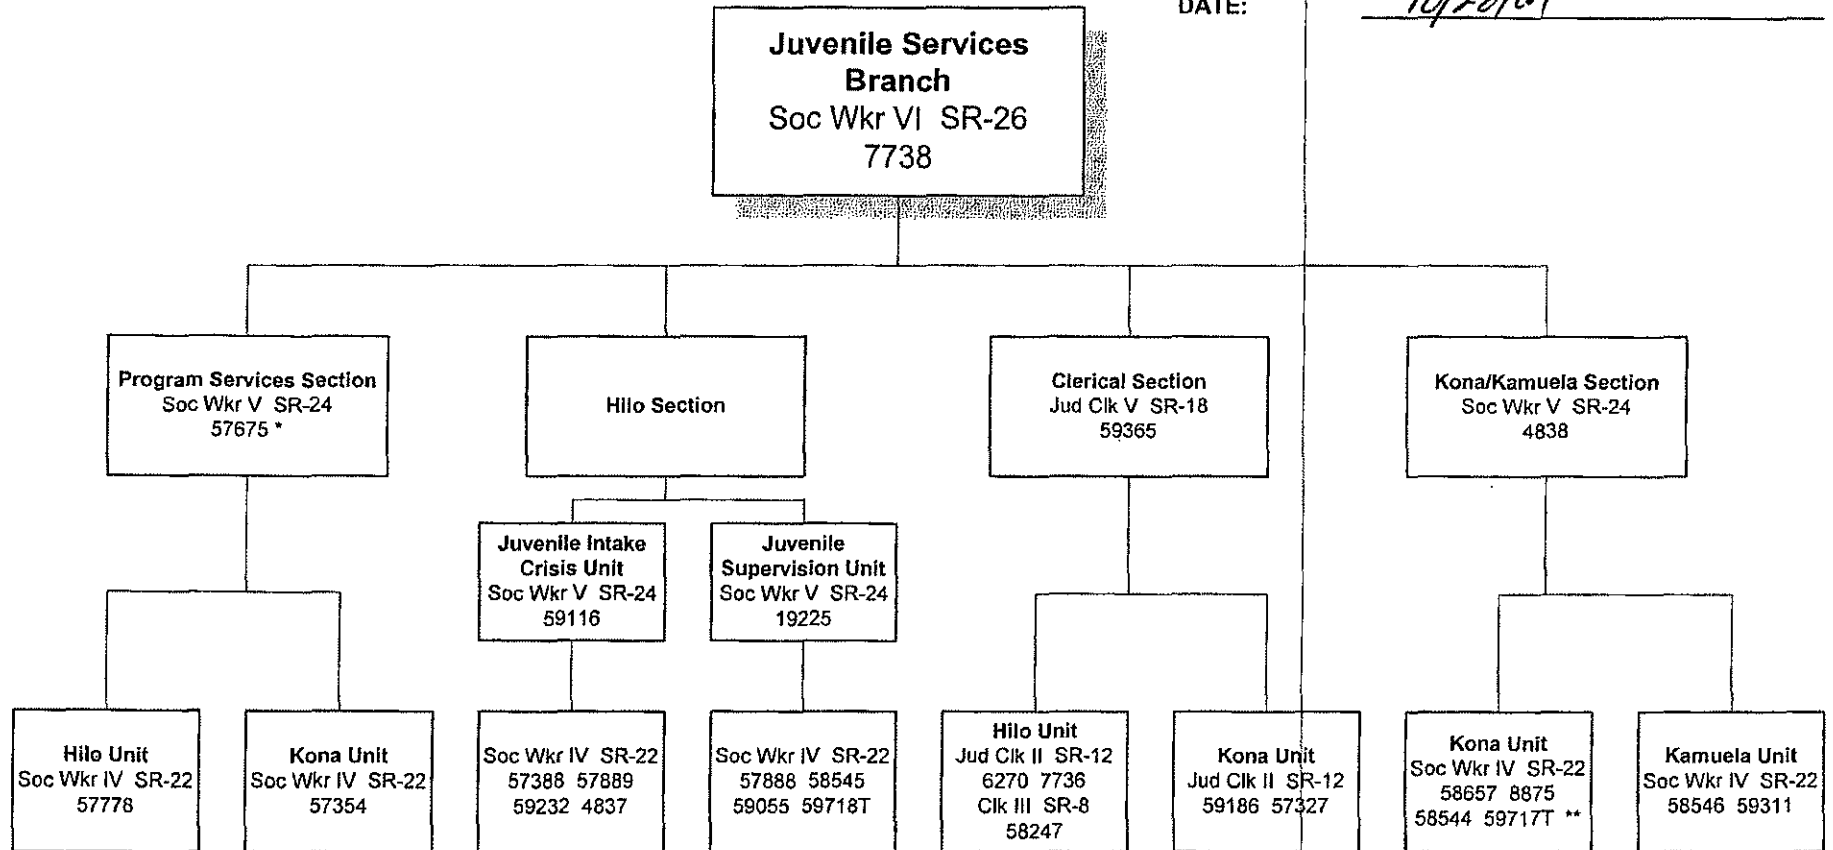 DATE:
Juvenile Services
Branch
Soc Wkr VI SR-26
7738
Program Services Section
Soc Wkr V SR-24
57675 *
Hilo Section
Clerical Section
Jud Clk V SR-18
59365
Kona/Kamuela Section
Soc Wkr V SR-24
4838
Juvenile Intake
Crisis Unit
Soc Wkr V SR-24
59116
Juvenile
Supervision Unit
Soc Wkr V SR-24
19225
Hilo Unit
Soc Wkr IV SR-22
57778
Kona Unit
Soc Wkr IV SR-22
57354
Soc Wkr IV SR-22
57388 57889
59232 4837
Soc Wkr IV SR-22
57888 58545
59055 59718T
Hilo Unit
Jud Clk II SR-12
6270 7736
Clk III SR-8
58247
Kona Unit
Jud Clk II SR-12
59186 57327
Kona Unit
Soc Wkr IV SR-22
58657 8875
58544 59717T **
Kamuela Unit
Soc Wkr IV SR-22
58546 59311